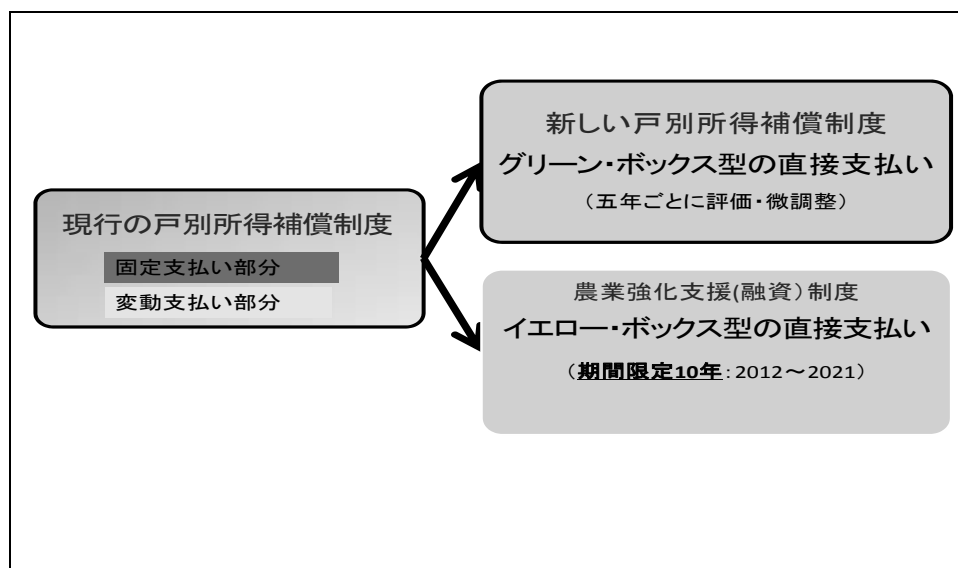 現行の戸別所得補償制度
固定支払い部分
変動支払い部分
新しい戸別所得補償制度
グリーン・ボックス型の直接支払い
（五年ごとに評価・微調整）
農業強化支援(融資）制度
イエロー・ボックス型の直接支払い
（期間限定10年：2012～2021）